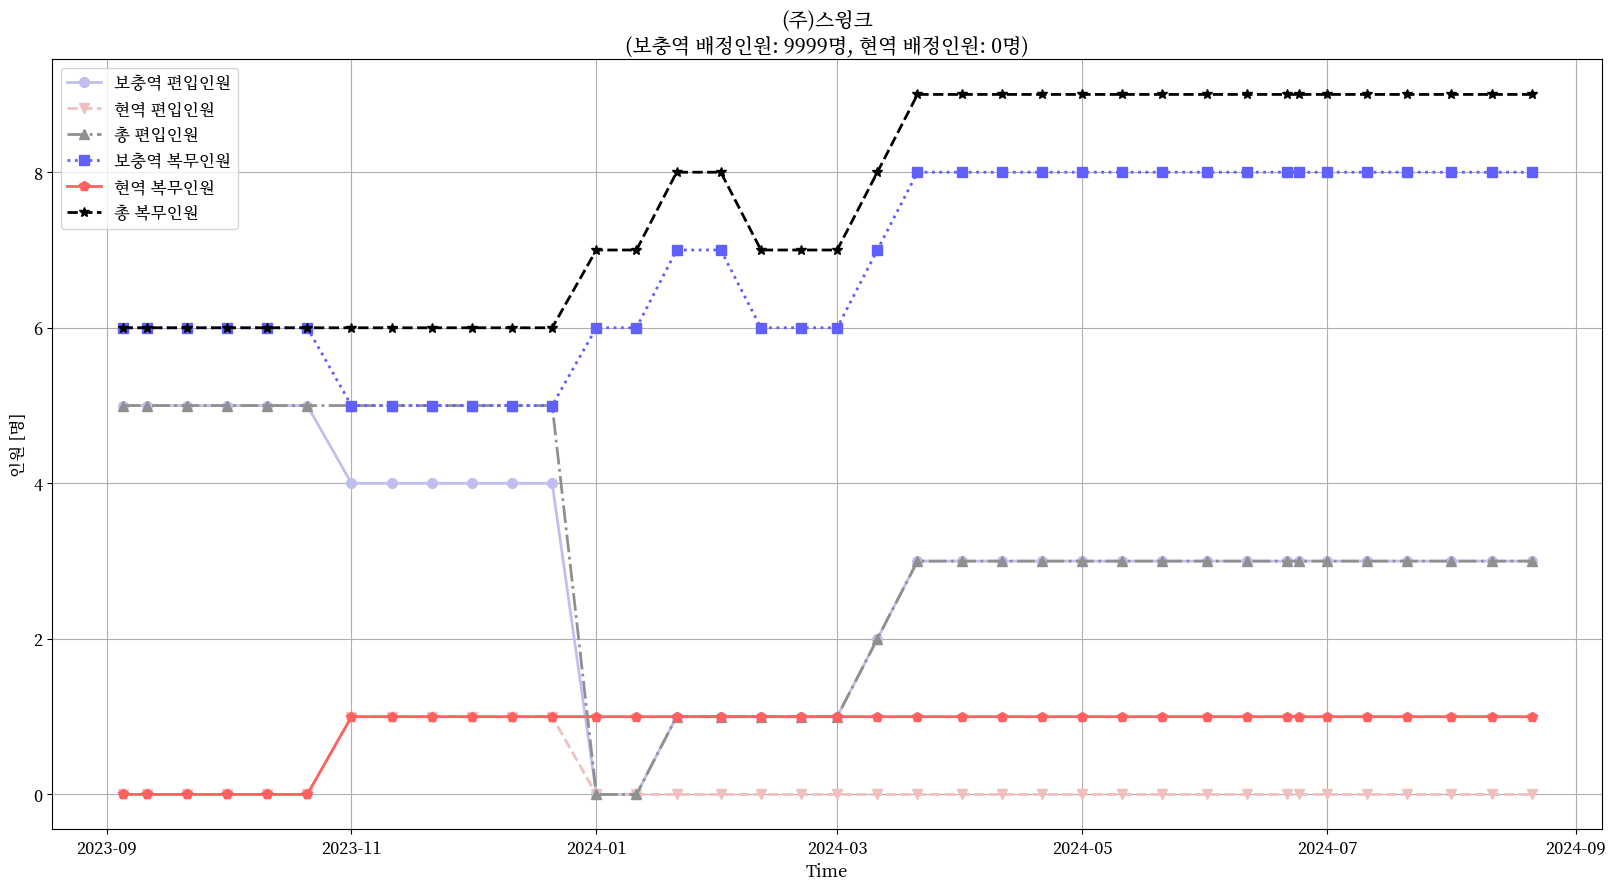 (주)스윙크
(보충역 배정인원: 9999명, 현역 배정인원: 0명)
보충역 편입인원
현역 편입인원
총 편입인원
보충역 복무인원
현역 복무인원
총 복무인원
인원 [명]
8
6
4
2
0
2023-09
2023-11
2024-01
2024-03
2024-05
2024-07
2024-09
Time